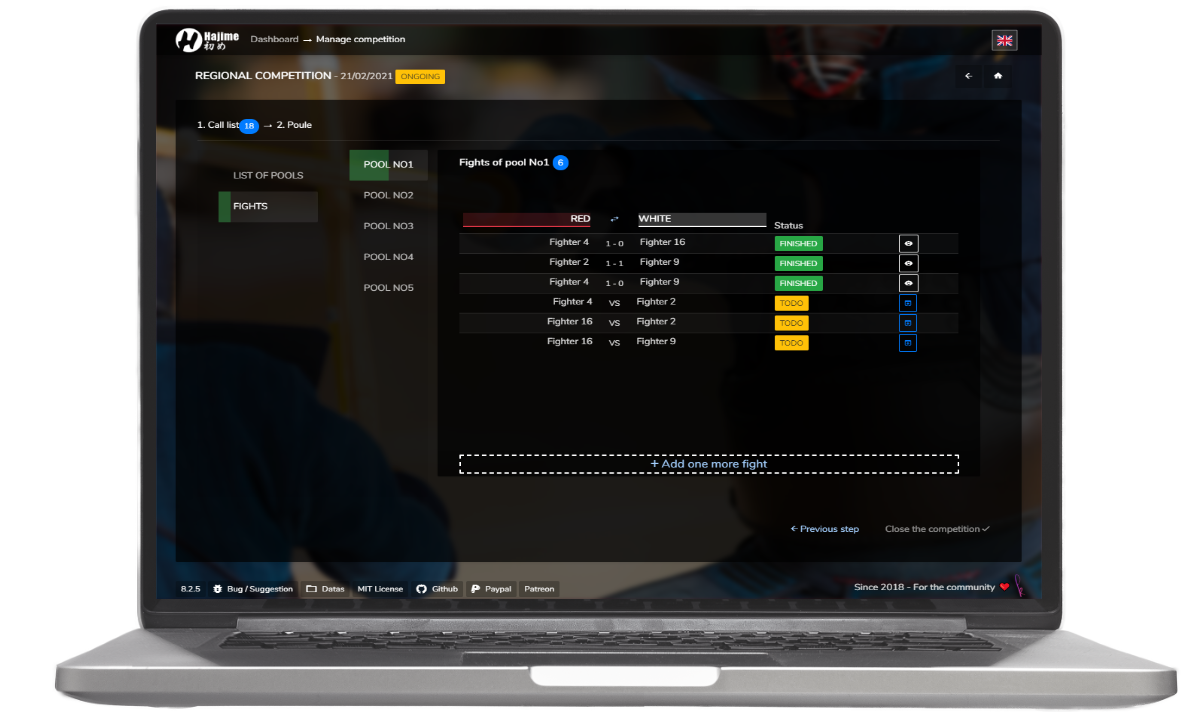 Hajime Dashboard → Manage competition
初め
REGIONAL COMPETITION - 21/02/2021 ONGOING
1. Call list 18 → 2. Poule
LIST OF POOLS
FIGHTS
POOL NO1
POOL NO2
POOL NO3
POOL NO4
POOL NO5
Fights of pool No1 6
RED WHITE Status
Fighter 4 1 - 0 Fighter 16 FINISHED
Fighter 2 1 - 1 Fighter 9 FINISHED
Fighter 4 1 - 0 Fighter 9 FINISHED
Fighter 4 VS Fighter 2 TODO
Fighter 16 VS Fighter 2 TODO
Fighter 16 VS Fighter 9 TODO
+ Add one more fight
← Previous step Close the competition ✓
8.2.5 Bug / Suggestion Datas MIT License Github Paypal Patreon Since 2018 - For the community ❤